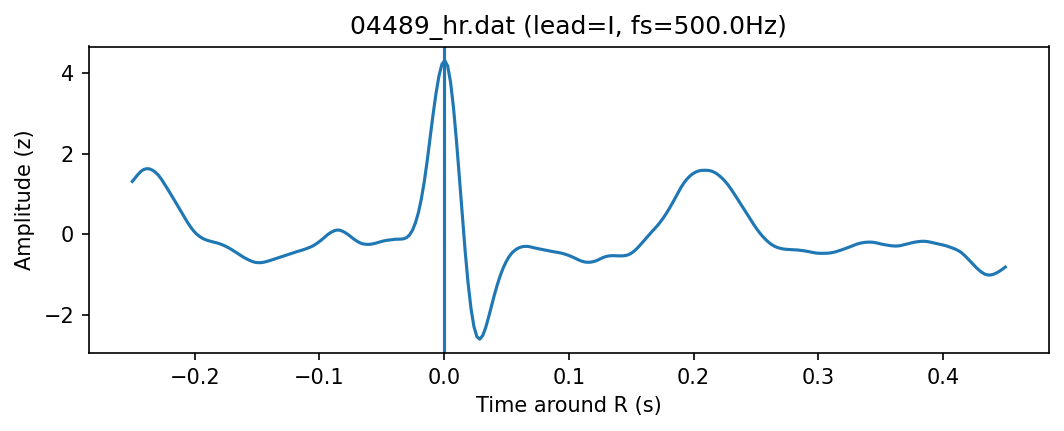 04489_hr.dat (lead=I, fs=500.0Hz)
Amplitude (z)
4
2
0
−2
−0.2 −0.1 0.0 0.1 0.2 0.3 0.4
Time around R (s)